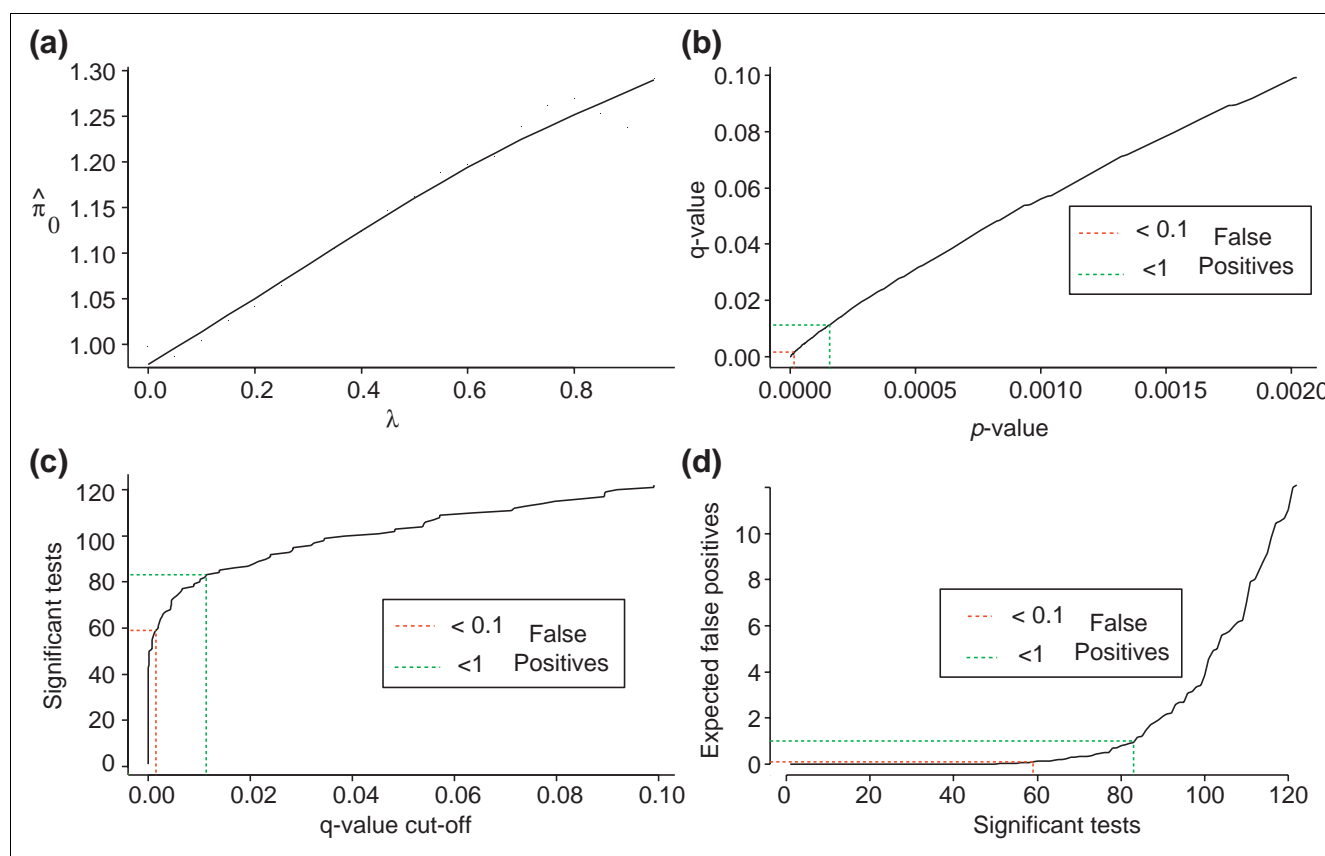 (a)
1.30
1.25
1.20
1.15
1.10
1.05
1.00
π̂0
0.0 0.2 0.4 0.6 0.8
λ
(b)
0.10
0.08
0.06
0.04
0.02
0.00
q-value
< 0.1 False
<1 Positives
0.0000 0.0005 0.0010 0.0015 0.0020
p-value
(c)
120
100
80
60
40
20
0
Significant tests
< 0.1 False
<1 Positives
0.00 0.02 0.04 0.06 0.08 0.10
q-value cut-off
(d)
10
8
6
4
2
0
Expected false positives
< 0.1 False
<1 Positives
0 20 40 60 80 100 120
Significant tests